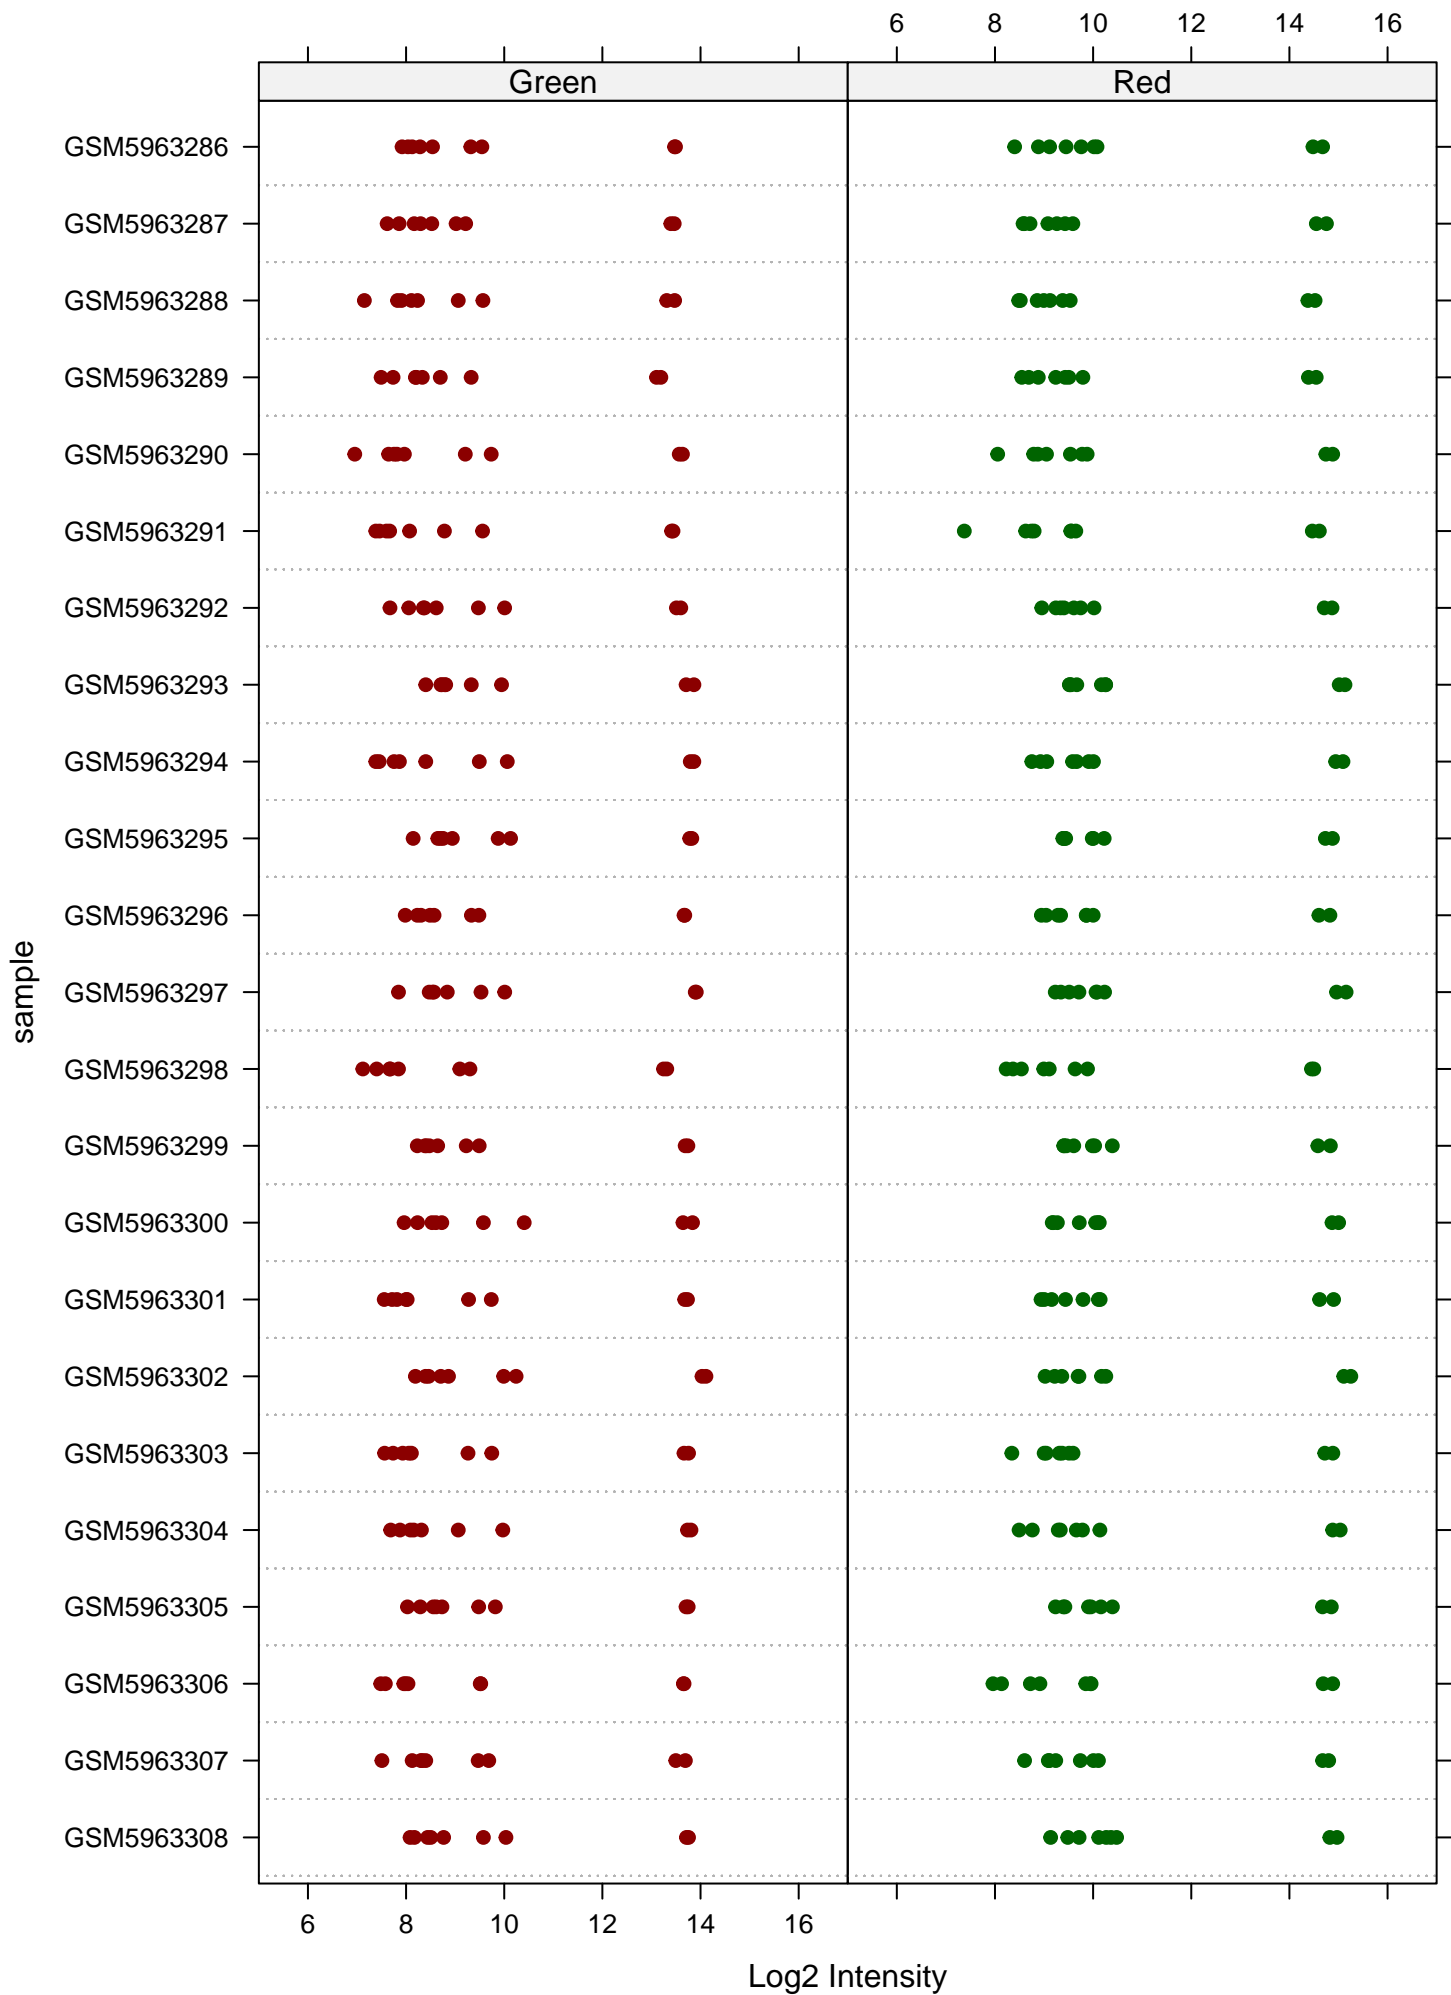 6 8 10 12 14 16
Green Red
GSM5963286
GSM5963287
GSM5963288
GSM5963289
GSM5963290
GSM5963291
GSM5963292
GSM5963293
GSM5963294
GSM5963295
GSM5963296
GSM5963297
GSM5963298
GSM5963299
GSM5963300
GSM5963301
GSM5963302
GSM5963303
GSM5963304
GSM5963305
GSM5963306
GSM5963307
GSM5963308
sample
6 8 10 12 14 16
Log2 Intensity